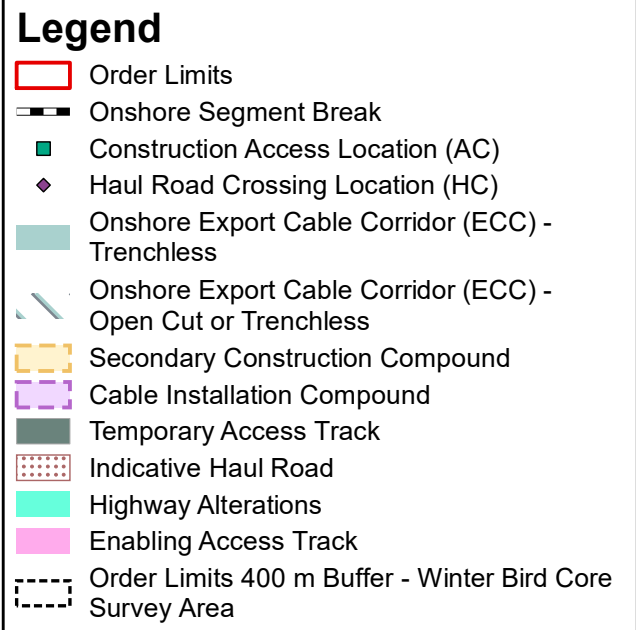 Legend
Order Limits
Onshore Segment Break
Construction Access Location (AC)
Haul Road Crossing Location (HC)
Onshore Export Cable Corridor (ECC) -
Trenchless
Onshore Export Cable Corridor (ECC) -
Open Cut or Trenchless
Secondary Construction Compound
Cable Installation Compound
Temporary Access Track
Indicative Haul Road
Highway Alterations
Enabling Access Track
Order Limits 400 m Buffer - Winter Bird Core
Survey Area